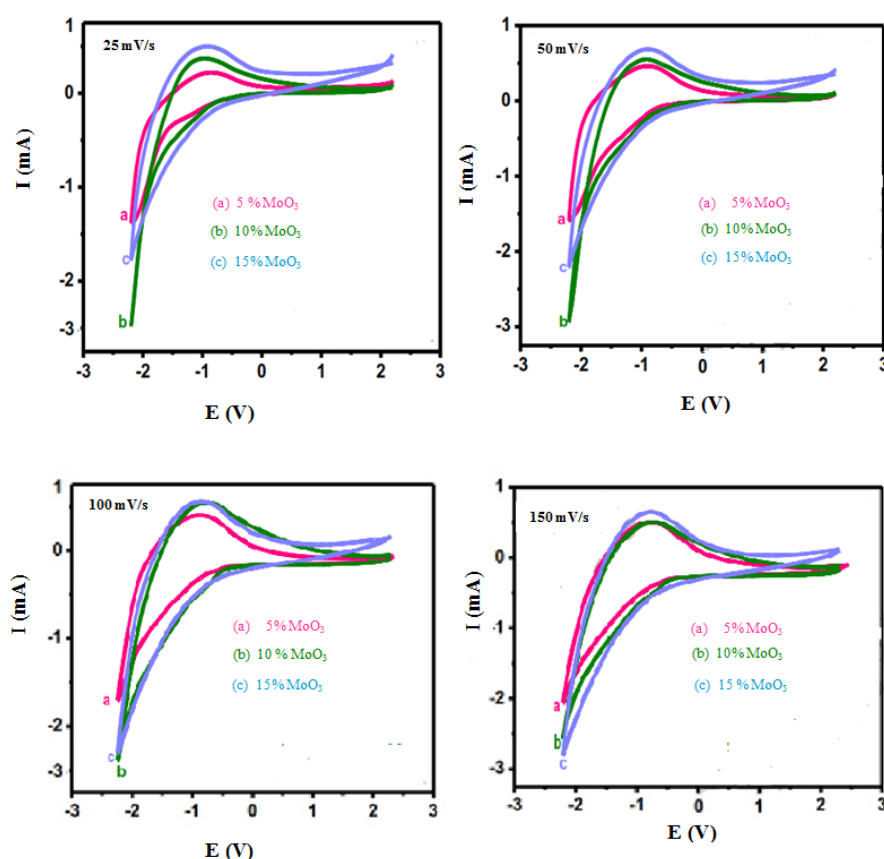 25 mV/s
I (mA)
1
0
-1
-2
-3
a
c
b
(a) 5 % MoO₃
(b) 10% MoO₃
(c) 15% MoO₃
-3 -2 -1 0 1 2 3
E (V)
50 mV/s
I (mA)
1
0
-1
-2
-3
a
c
b
(a) 5% MoO₃
(b) 10% MoO₃
(c) 15% MoO₃
-3 -2 -1 0 1 2 3
E (V)
100 mV/s
I (mA)
1
0
-1
-2
-3
a
c
b
(a) 5% MoO₃
(b) 10 % MoO₃
(c) 15% MoO₃
-3 -2 -1 0 1 2 3
E (V)
150 mV/s
I (mA)
1
0
-1
-2
-3
a
b
c
(a) 5% MoO₃
(b) 10% MoO₃
(c) 15 % MoO₃
-3 -2 -1 0 1 2 3
E (V)